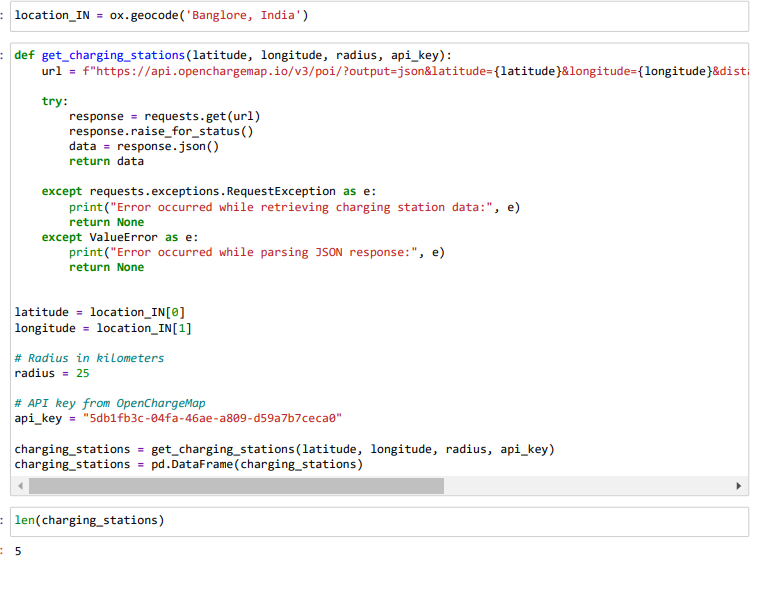 : location_IN = ox.geocode('Banglore, India')
: def get_charging_stations(latitude, longitude, radius, api_key):
    url = f"https://api.openchargemap.io/v3/poi/?output=json&latitude={latitude}&longitude={longitude}&dista
    try:
        response = requests.get(url)
        response.raise_for_status()
        data = response.json()
        return data
    except requests.exceptions.RequestException as e:
        print("Error occurred while retrieving charging station data:", e)
        return None
    except ValueError as e:
        print("Error occurred while parsing JSON response:", e)
        return None
latitude = location_IN[0]
longitude = location_IN[1]
# Radius in kilometers
radius = 25
# API key from OpenChargeMap
api_key = "5db1fb3c-04fa-46ae-a809-d59a7b7ceca0"
charging_stations = get_charging_stations(latitude, longitude, radius, api_key)
charging_stations = pd.DataFrame(charging_stations)
: len(charging_stations)
: 5